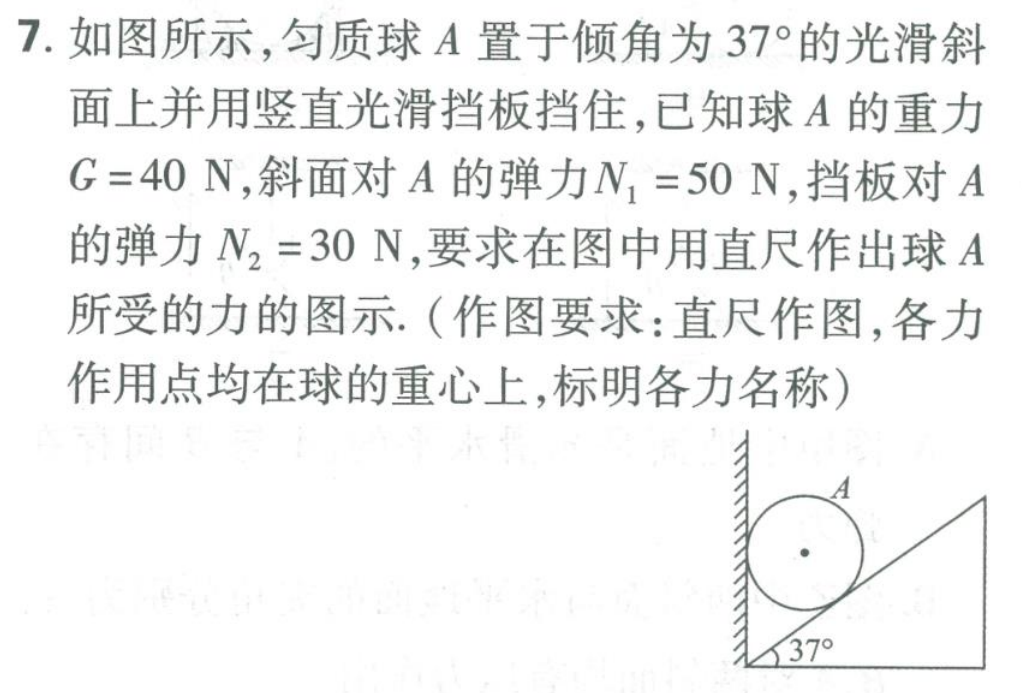 7. 如图所示,匀质球 A 置于倾角为 37°的光滑斜
面上并用竖直光滑挡板挡住,已知球 A 的重力
G=40 N,斜面对 A 的弹力N₁=50 N,挡板对 A
的弹力 N₂=30 N,要求在图中用直尺作出球 A
所受的力的图示.(作图要求:直尺作图,各力
作用点均在球的重心上,标明各力名称)
A
37°